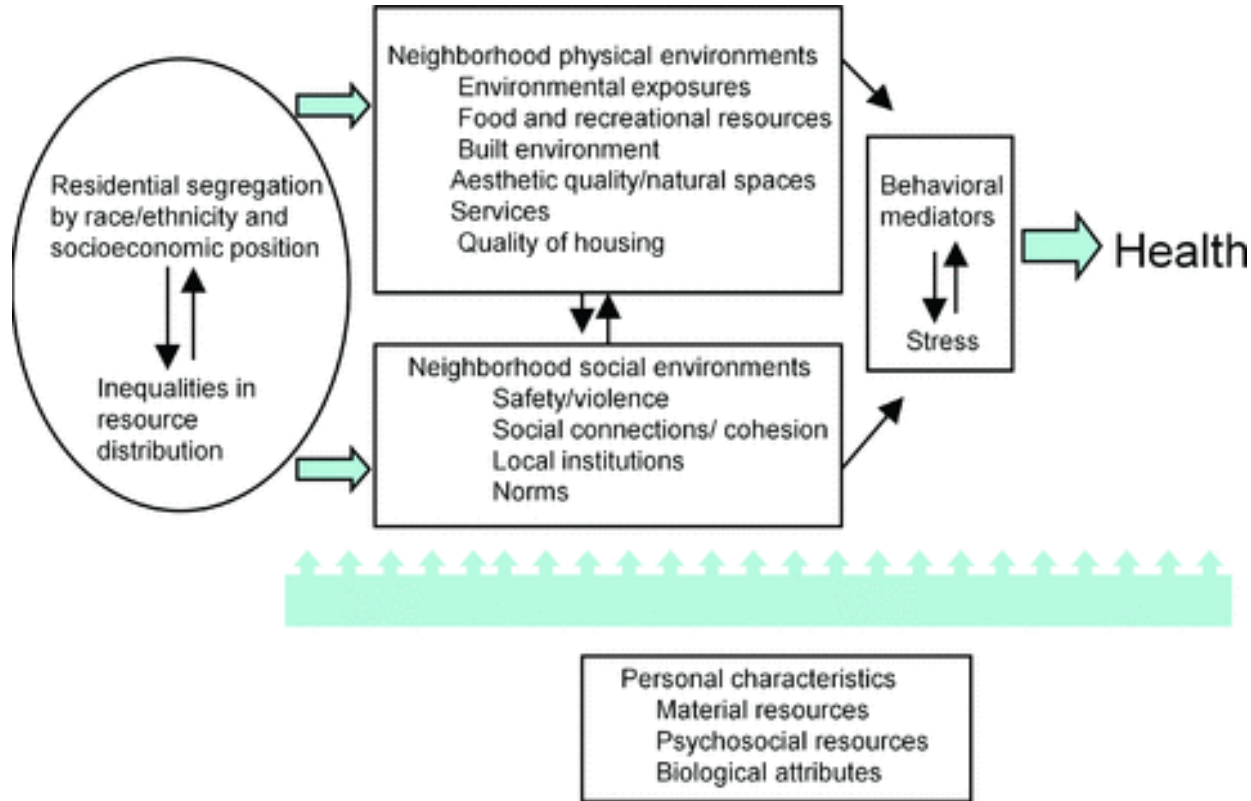 Residential segregation
by race/ethnicity and
socioeconomic position
Inequalities in
resource
distribution
Neighborhood physical environments
Environmental exposures
Food and recreational resources
Built environment
Aesthetic quality/natural spaces
Services
Quality of housing
Neighborhood social environments
Safety/violence
Social connections/ cohesion
Local institutions
Norms
Behavioral
mediators
Stress
Health
Personal characteristics
Material resources
Psychosocial resources
Biological attributes